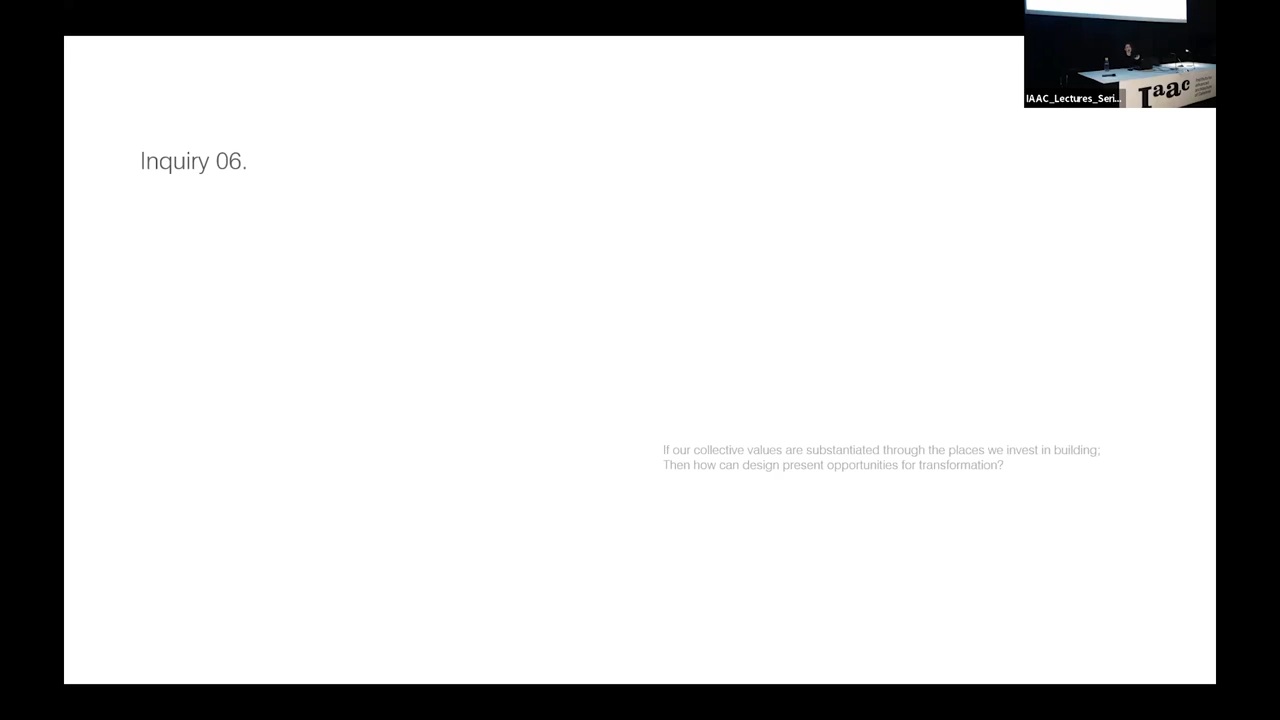 IAAC_Lectures_Seri...
Iaac
Inquiry 06.
If our collective values are substantiated through the places we invest in building;
Then how can design present opportunities for transformation?